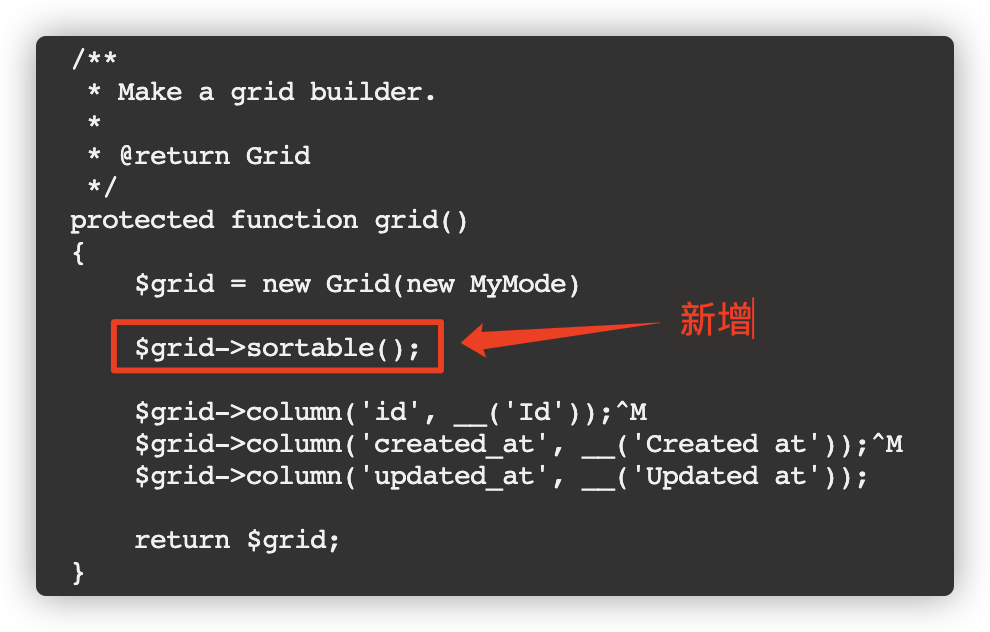 /**
 * Make a grid builder.
 *
 * @return Grid
 */
protected function grid()
{
    $grid = new Grid(new MyMode)
新增
    $grid->sortable();
    $grid->column('id', __('Id'));^M
    $grid->column('created_at', __('Created at'));^M
    $grid->column('updated_at', __('Updated at'));
    return $grid;
}